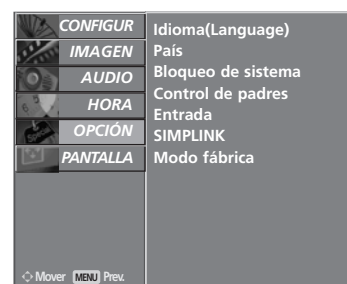 CONFIGUR
IMAGEN
AUDIO
HORA
OPCIÓN
PANTALLA
Idioma(Language)
País
Bloqueo de sistema
Control de padres
Entrada
SIMPLINK
Modo fábrica
Mover MENU Prev.